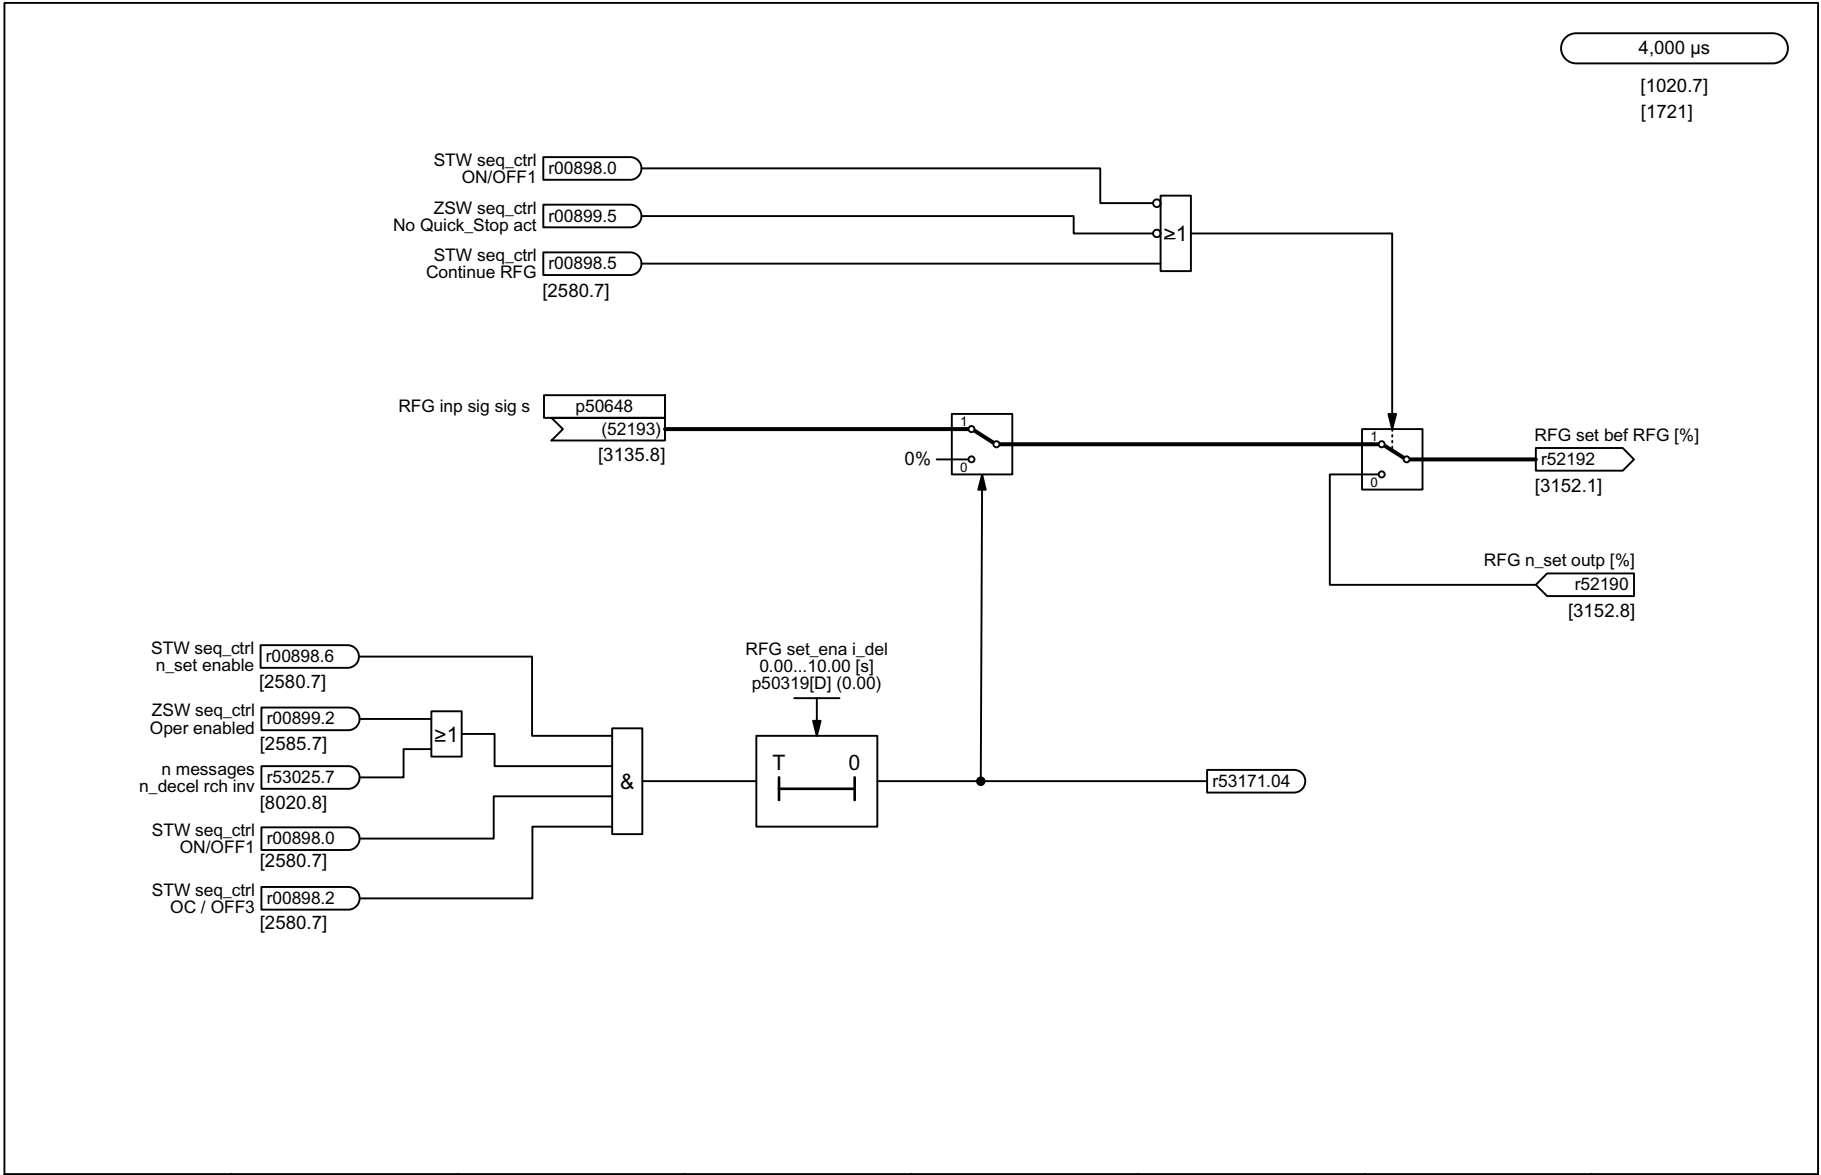 4,000 µs
[1020.7]
[1721]
STW seq_ctrl
ON/OFF1
r00898.0
ZSW seq_ctrl
No Quick_Stop act
r00899.5
STW seq_ctrl
Continue RFG
r00898.5
[2580.7]
≥1
RFG inp sig sig s
p50648
(52193)
[3135.8]
1
0%
0
1
0
RFG set bef RFG [%]
r52192
[3152.1]
RFG n_set outp [%]
r52190
[3152.8]
STW seq_ctrl
n_set enable
r00898.6
[2580.7]
ZSW seq_ctrl
Oper enabled
r00899.2
[2585.7]
n messages
n_decel rch inv
r53025.7
[8020.8]
≥1
STW seq_ctrl
ON/OFF1
r00898.0
[2580.7]
STW seq_ctrl
OC / OFF3
r00898.2
[2580.7]
&
RFG set_ena i_del
0.00...10.00 [s]
p50319[D] (0.00)
T 0
r53171.04